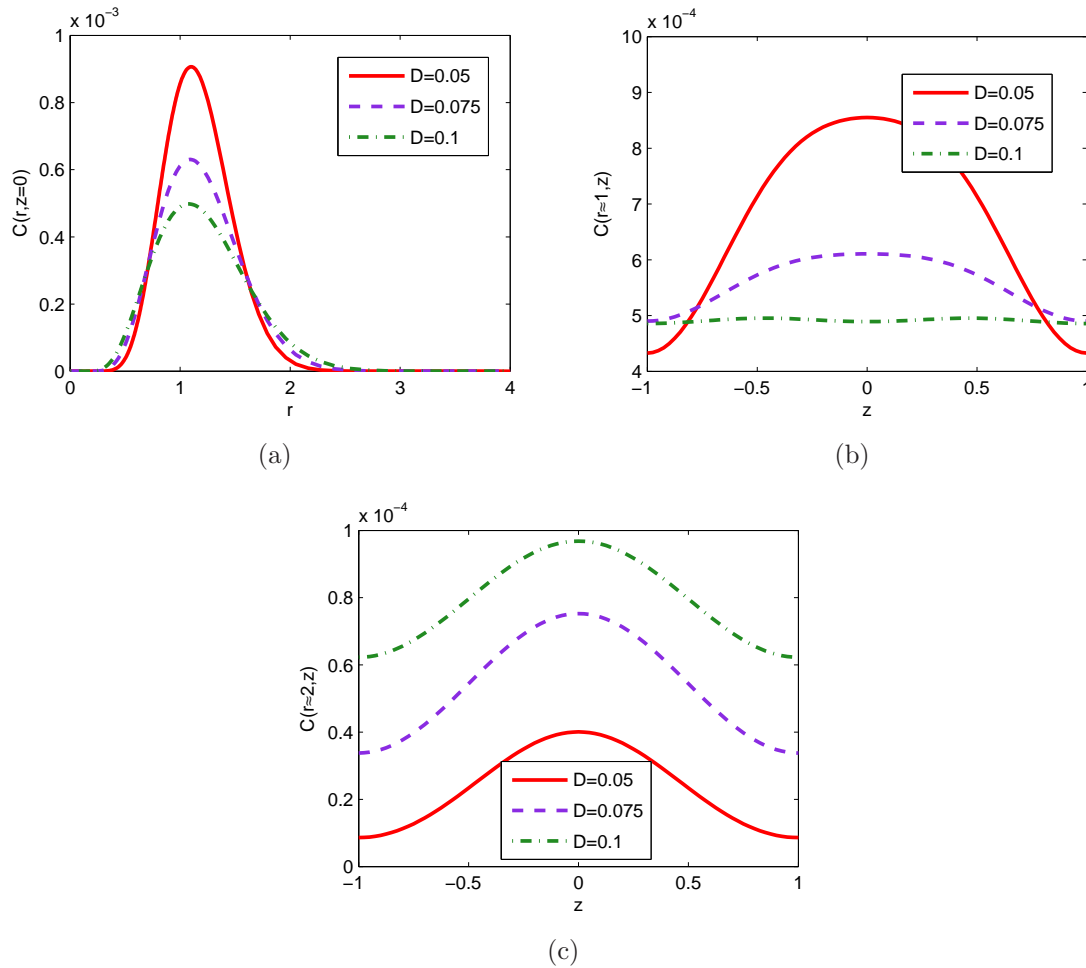 x 10⁻³
1
0.8
0.6
0.4
0.2
0
C(r,z=0)
0 1 2 3 4
r
D=0.05
D=0.075
D=0.1
(a)
x 10⁻⁴
10
9
8
7
6
5
4
C(r≈1,z)
−1 −0.5 0 0.5 1
z
D=0.05
D=0.075
D=0.1
(b)
x 10⁻⁴
1
0.8
0.6
0.4
0.2
0
C(r≈2,z)
−1 −0.5 0 0.5 1
z
D=0.05
D=0.075
D=0.1
(c)